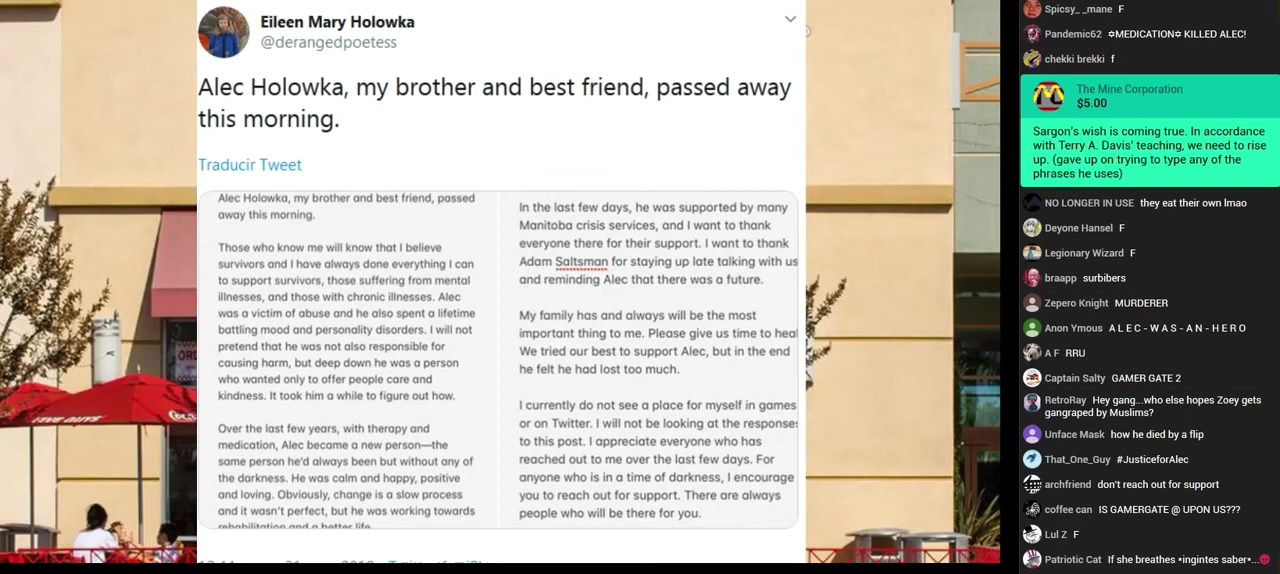 Eileen Mary Holowka
@derangedpoetess
Alec Holowka, my brother and best friend, passed away
this morning.
Traducir Tweet
Alec Holowka, my brother and best friend, passed
away this morning.
Those who know me will know that I believe
survivors and I have always done everything I can
to support survivors, those suffering from mental
illnesses, and those with chronic illnesses. Alec
was a victim of abuse and he also spent a lifetime
battling mood and personality disorders. I will not
pretend that he was not also responsible for
causing harm, but deep down he was a person
who wanted only to offer people care and
kindness. It took him a while to figure out how.
Over the last few years, with therapy and
medication, Alec became a new person—the
same person he'd always been but without any of
the darkness. He was calm and happy, positive
and loving. Obviously, change is a slow process
and it wasn't perfect, but he was working towards
rehabilitation and a better life.
In the last few days, he was supported by many
Manitoba crisis services, and I want to thank
everyone there for their support. I want to thank
Adam Saltsman for staying up late talking with us
and reminding Alec that there was a future.
My family has and always will be the most
important thing to me. Please give us time to heal
We tried our best to support Alec, but in the end
he felt he had lost too much.
I currently do not see a place for myself in games
or on Twitter. I will not be looking at the responses
to this post. I appreciate everyone who has
reached out to me over the last few days. For
anyone who is in a time of darkness, I encourage
you to reach out for support. There are always
people who will be there for you.
FIVE GUYS
ORD
Spicsy_ _mane F
Pandemic62 ✡MEDICATION✡ KILLED ALEC!
chekki brekki f
The Mine Corporation
$5.00
Sargon's wish is coming true. In accordance
with Terry A. Davis' teaching, we need to rise
up. (gave up on trying to type any of the
phrases he uses)
NO LONGER IN USE they eat their own lmao
Deyone Hansel F
Legionary Wizard F
braapp surbibers
Zepero Knight MURDERER
Anon Ymous A L E C - W A S - A N - H E R O
A F RRU
Captain Salty GAMER GATE 2
RetroRay Hey gang...who else hopes Zoey gets
gangraped by Muslims?
Unface Mask how he died by a flip
That_One_Guy #JusticeforAlec
archfriend don't reach out for support
coffee can IS GAMERGATE @ UPON US???
Lul Z F
Patriotic Cat If she breathes *ingintes saber*...